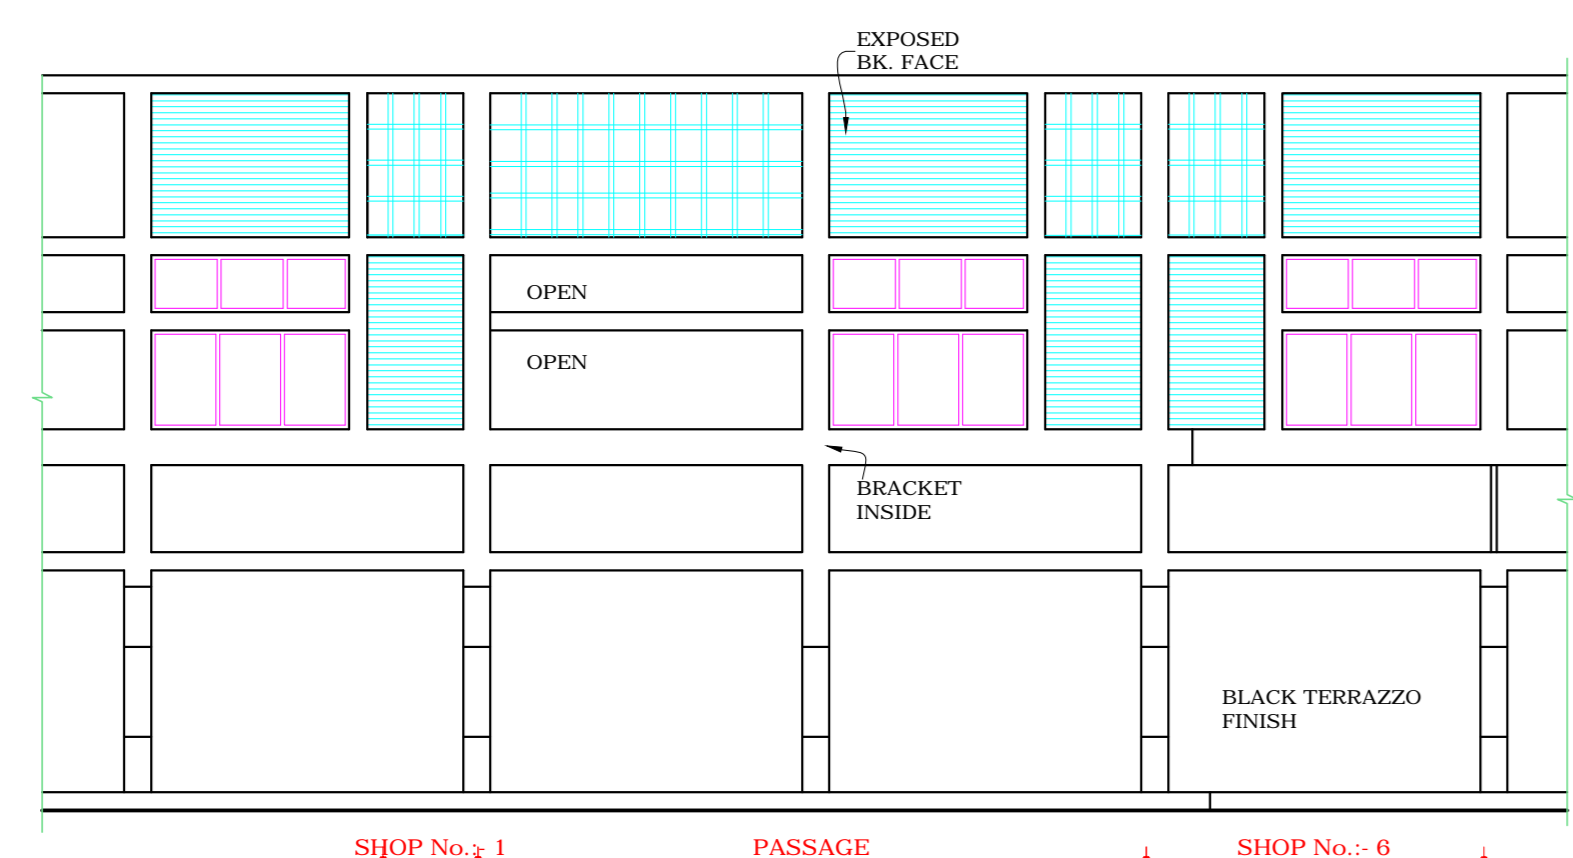 EXPOSED
BK. FACE
OPEN
OPEN
BRACKET
INSIDE
BLACK TERRAZZO
FINISH
SHOP No.:- 1
PASSAGE
SHOP No.:- 6